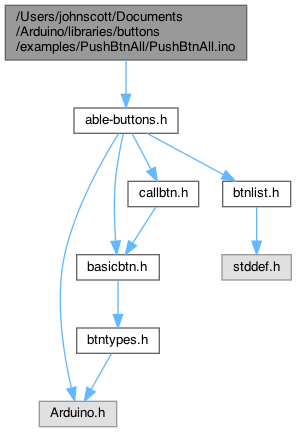 /Users/johnscott/Documents
/Arduino/libraries/buttons
/examples/PushBtnAll/PushBtnAll.ino
able-buttons.h
callbtn.h
btnlist.h
basicbtn.h
stddef.h
btntypes.h
Arduino.h